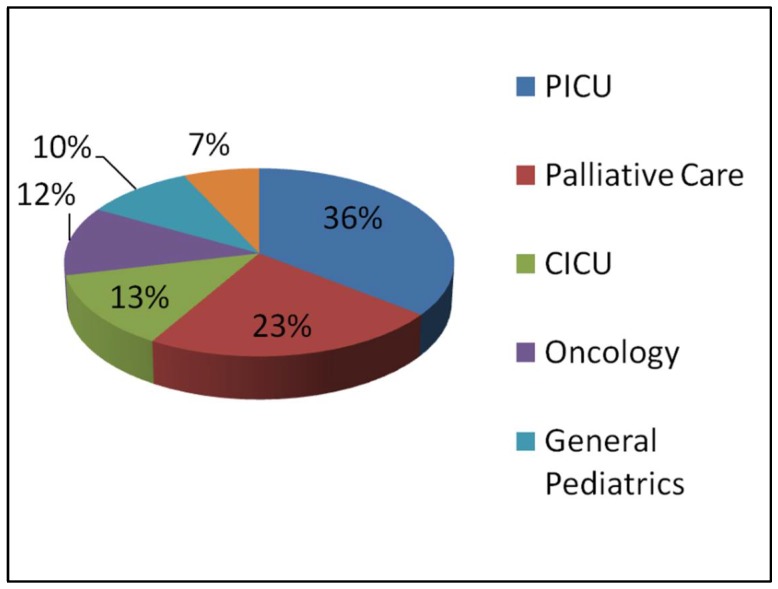 10%
7%
12%
36%
13%
23%
PICU
Palliative Care
CICU
Oncology
General
Pediatrics